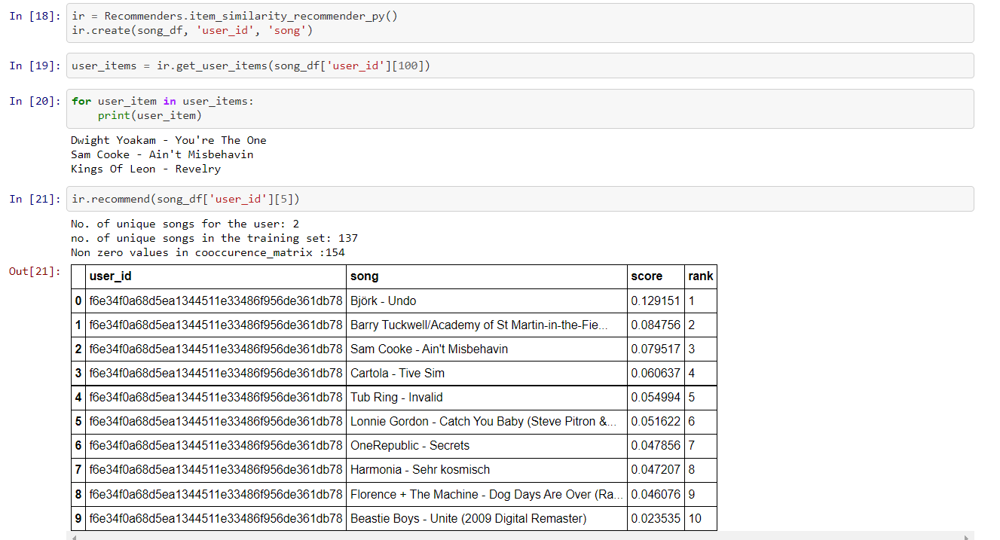 In [18]: ir = Recommenders.item_similarity_recommender_py()
ir.create(song_df, 'user_id', 'song')
In [19]: user_items = ir.get_user_items(song_df['user_id'][100])
In [20]: for user_item in user_items:
    print(user_item)
Dwight Yoakam - You're The One
Sam Cooke - Ain't Misbehavin
Kings Of Leon - Revelry
In [21]: ir.recommend(song_df['user_id'][5])
No. of unique songs for the user: 2
no. of unique songs in the training set: 137
Non zero values in cooccurence_matrix :154
Out[21]:
user_id song score rank
0 f6e34f0a68d5ea1344511e33486f956de361db78 Björk - Undo 0.129151 1
1 f6e34f0a68d5ea1344511e33486f956de361db78 Barry Tuckwell/Academy of St Martin-in-the-Fie... 0.084756 2
2 f6e34f0a68d5ea1344511e33486f956de361db78 Sam Cooke - Ain't Misbehavin 0.079517 3
3 f6e34f0a68d5ea1344511e33486f956de361db78 Cartola - Tive Sim 0.060637 4
4 f6e34f0a68d5ea1344511e33486f956de361db78 Tub Ring - Invalid 0.054994 5
5 f6e34f0a68d5ea1344511e33486f956de361db78 Lonnie Gordon - Catch You Baby (Steve Pitron &... 0.051622 6
6 f6e34f0a68d5ea1344511e33486f956de361db78 OneRepublic - Secrets 0.047856 7
7 f6e34f0a68d5ea1344511e33486f956de361db78 Harmonia - Sehr kosmisch 0.047207 8
8 f6e34f0a68d5ea1344511e33486f956de361db78 Florence + The Machine - Dog Days Are Over (Ra... 0.046076 9
9 f6e34f0a68d5ea1344511e33486f956de361db78 Beastie Boys - Unite (2009 Digital Remaster) 0.023535 10